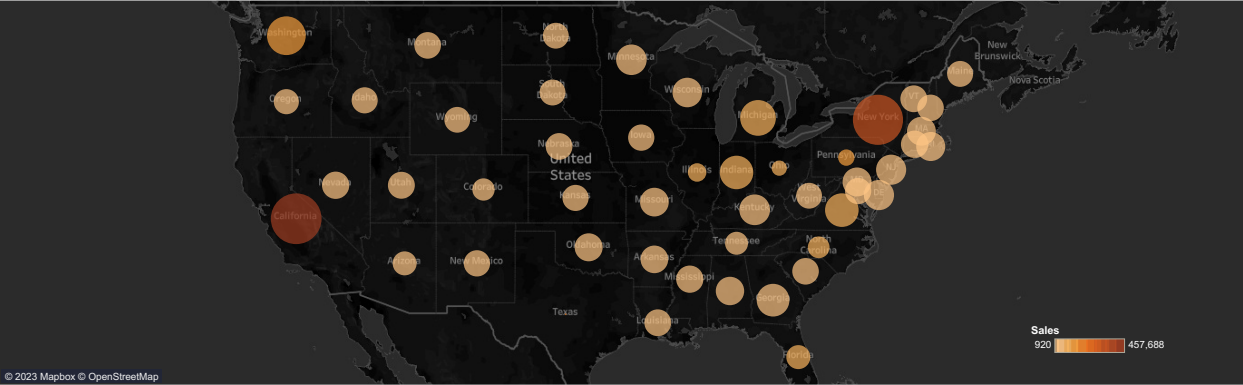 North
Dakota
Washington
Montana
New
Brunswick
Minnesota
Maine
Nova Scotia
South
Dakota
Wisconsin
Oregon
Idaho
VT
Wyoming
Michigan
New York
MA
Iowa
Nebraska
United
States
Pennsylvania
Ohio
Illinois
Indiana
NJ
Nevada
Utah
Colorado
Kansas
Missouri
West
Virginia
DE
Kentucky
California
Tennessee
North
Carolina
Oklahoma
Arizona
New Mexico
Arkansas
Mississippi
Georgia
Texas
Louisiana
Florida
Sales
920
457,688
© 2023 Mapbox © OpenStreetMap